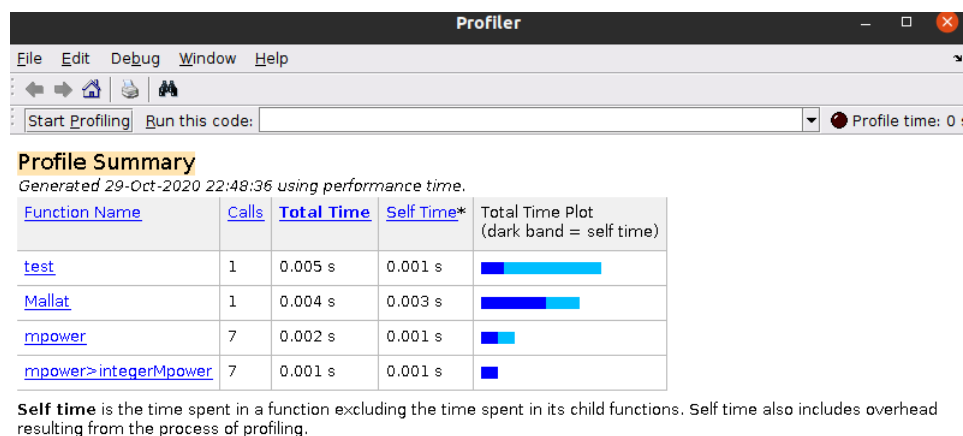 Profiler
File Edit Debug Window Help
Start Profiling Run this code: Profile time: 0
Profile Summary
Generated 29-Oct-2020 22:48:36 using performance time.
Function Name Calls Total Time Self Time* Total Time Plot
(dark band = self time)
test 1 0.005 s 0.001 s
Mallat 1 0.004 s 0.003 s
mpower 7 0.002 s 0.001 s
mpower>integerMpower 7 0.001 s 0.001 s
Self time is the time spent in a function excluding the time spent in its child functions. Self time also includes overhead
resulting from the process of profiling.